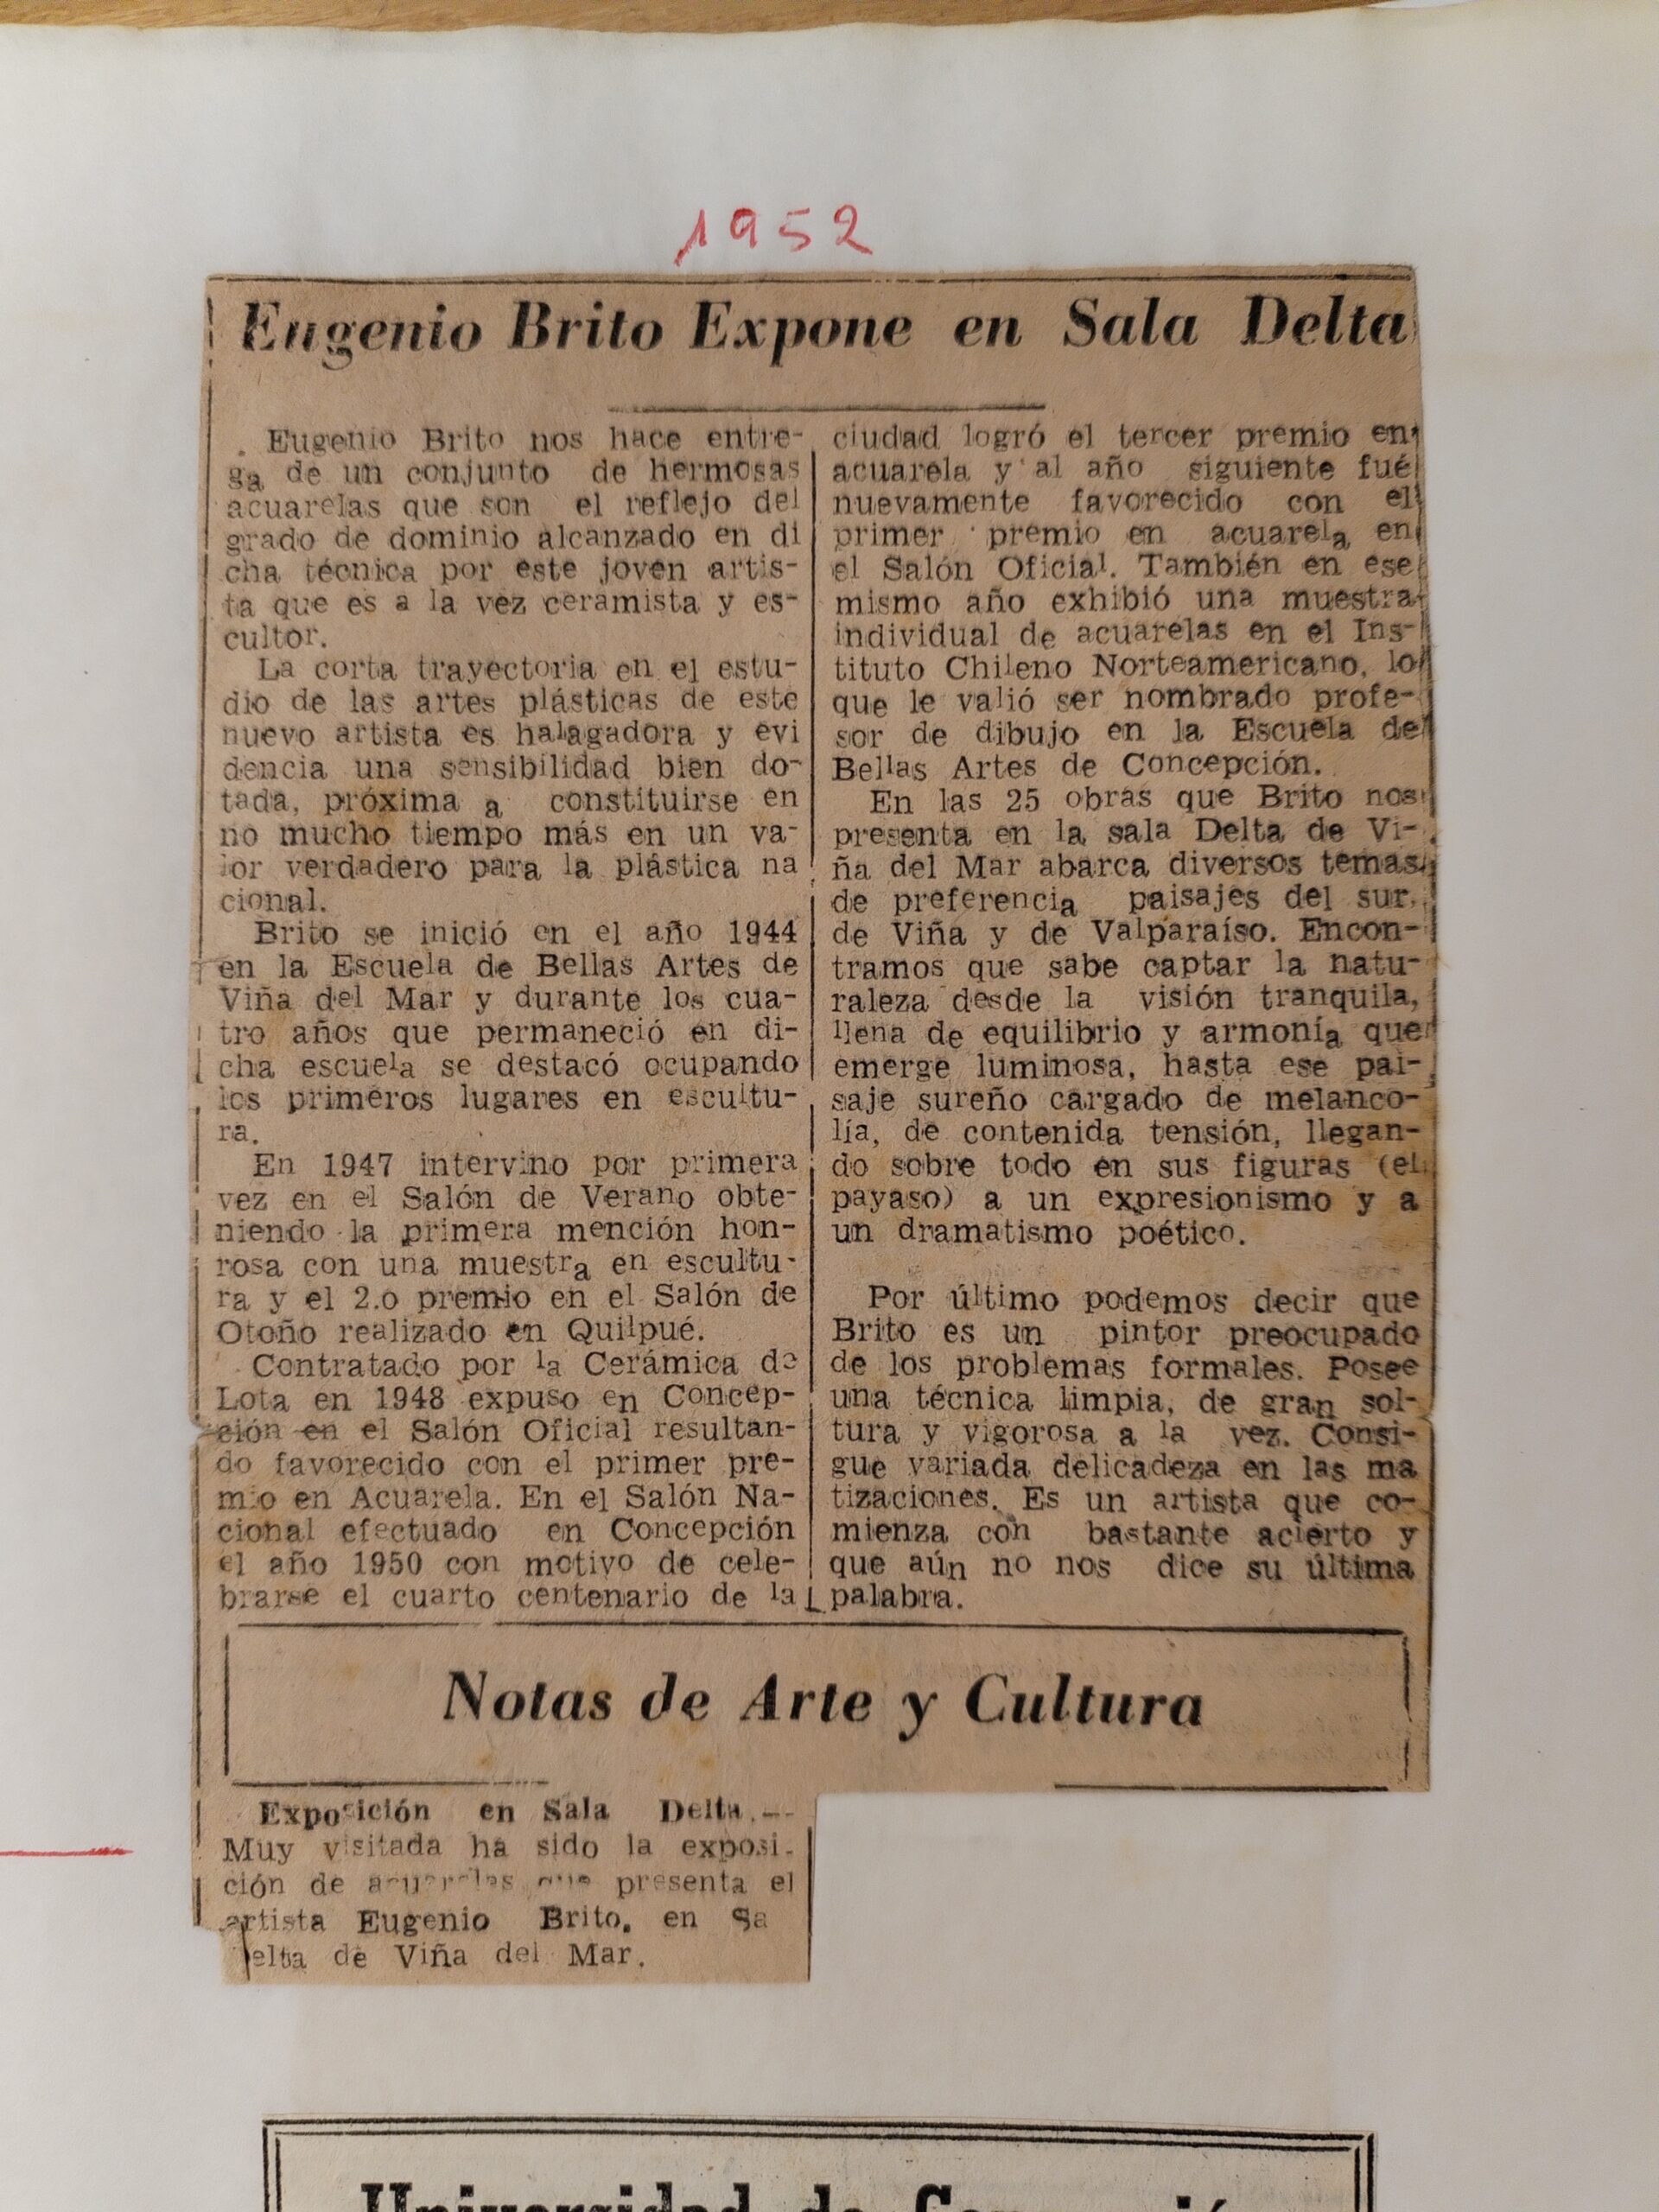 1952
Eugenio Brito Expone en Sala Delta
Eugenio Brito nos hace entre-
ga de un conjunto de hermosas
acuarelas que son el reflejo del
grado de dominio alcanzado en di
cha técnica por este joven artis-
ta que es a la vez ceramista y es-
cultor.
La corta trayectoria en el estu-
dio de las artes plásticas de este
nuevo artista es halagadora y evi
dencia una sensibilidad bien do-
tada, próxima a constituirse en
no mucho tiempo más en un va-
lor verdadero para la plástica na
cional.
Brito se inició en el año 1944
en la Escuela de Bellas Artes de
Viña del Mar y durante los cua-
tro años que permaneció en di-
cha escuela se destacó ocupando
los primeros lugares en escultu-
ra.
En 1947 intervino por primera
vez en el Salón de Verano obte-
niendo la primera mención hon-
rosa con una muestra en escultu-
ra y el 2.o premio en el Salón de
Otoño realizado en Quilpué.
Contratado por la Cerámica de
Lota en 1948 expuso en Concep-
ción en el Salón Oficial resultan-
do favorecido con el primer pre-
mio en Acuarela. En el Salón Na-
cional efectuado en Concepción
el año 1950 con motivo de cele-
brarse el cuarto centenario de la
ciudad logró el tercer premio en
acuarela y al año siguiente fué
nuevamente favorecido con el
primer premio en acuarela en
el Salón Oficial. También en ese
mismo año exhibió una muestra
individual de acuarelas en el Ins-
tituto Chileno Norteamericano, lo
que le valió ser nombrado profe-
sor de dibujo en la Escuela de
Bellas Artes de Concepción.
En las 25 obras que Brito nos
presenta en la sala Delta de Vi-
ña del Mar abarca diversos temas
de preferencia paisajes del sur,
de Viña y de Valparaíso. Encon-
tramos que sabe captar la natu-
raleza desde la visión tranquila,
llena de equilibrio y armonía que
emerge luminosa, hasta ese pai-
saje sureño cargado de melanco-
lía, de contenida tensión, llegan-
do sobre todo en sus figuras (el
payaso) a un expresionismo y a
un dramatismo poético.
Por último podemos decir que
Brito es un pintor preocupado
de los problemas formales. Posee
una técnica limpia, de gran sol-
tura y vigorosa a la vez. Consi-
gue variada delicadeza en las ma
tizaciones. Es un artista que co-
mienza con bastante acierto y
que aún no nos dice su última
palabra.
Notas de Arte y Cultura
Exposición en Sala Delta.—
Muy visitada ha sido la exposi-
ción de acuarelas que presenta el
artista Eugenio Brito, en Sa
elta de Viña del Mar.
Universidad de